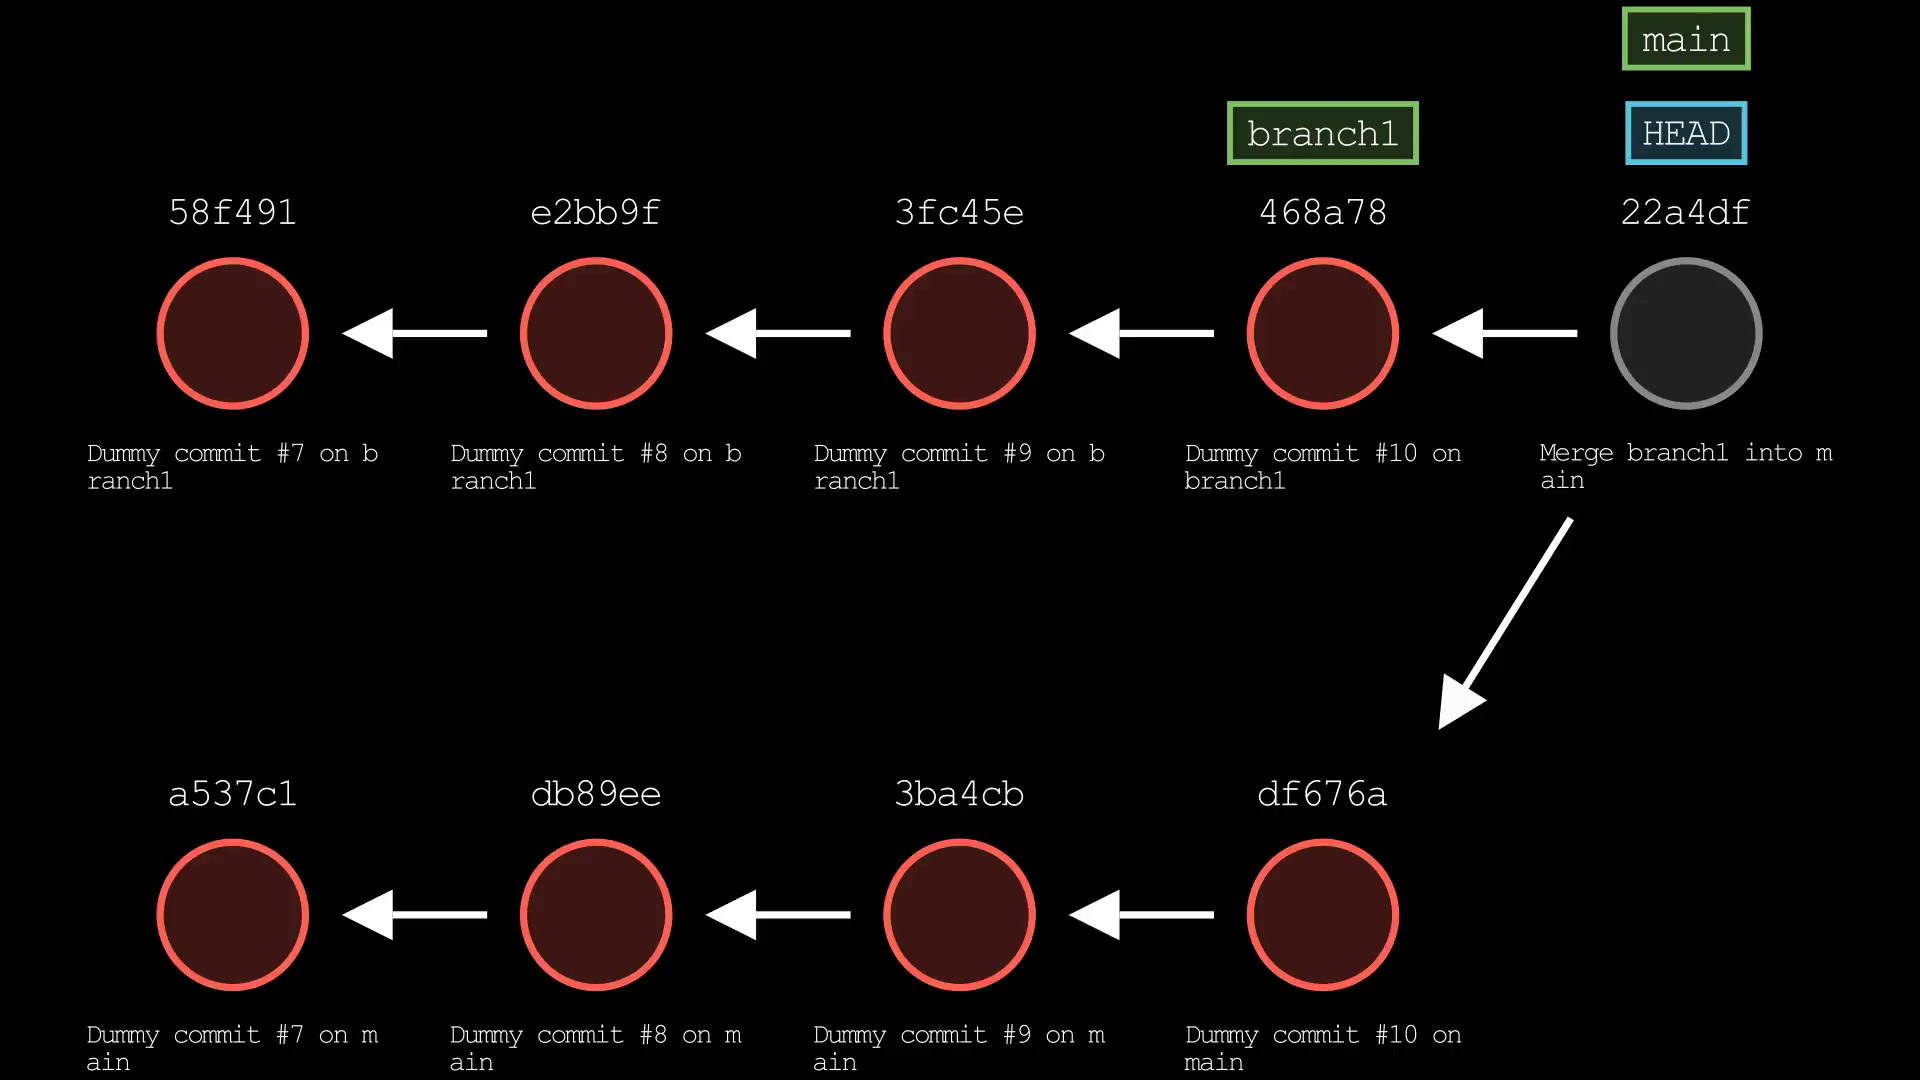 main
branch1
HEAD
58f491
e2bb9f
3fc45e
468a78
22a4df
Dummy commit #7 on b
ranch1
Dummy commit #8 on b
ranch1
Dummy commit #9 on b
ranch1
Dummy commit #10 on
branch1
Merge branch1 into m
ain
a537c1
db89ee
3ba4cb
df676a
Dummy commit #7 on m
ain
Dummy commit #8 on m
ain
Dummy commit #9 on m
ain
Dummy commit #10 on
main